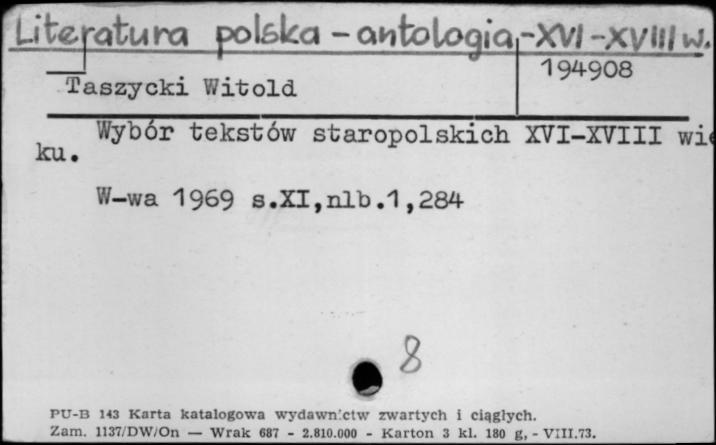 Literatura polska - antologia, - XVI - XVIII w.
194908
Taszycki Witold
Wybór tekstów staropolskich XVI-XVIII wie
ku.
W-wa 1969 s.XI,nlb.1,284
8
PU-B 143 Karta katalogowa wydawnictw zwartych i ciągłych.
Zam. 1137/DW/On — Wrak 687 - 2.810.000 - Karton 3 kl. 180 g, - VIII.73.